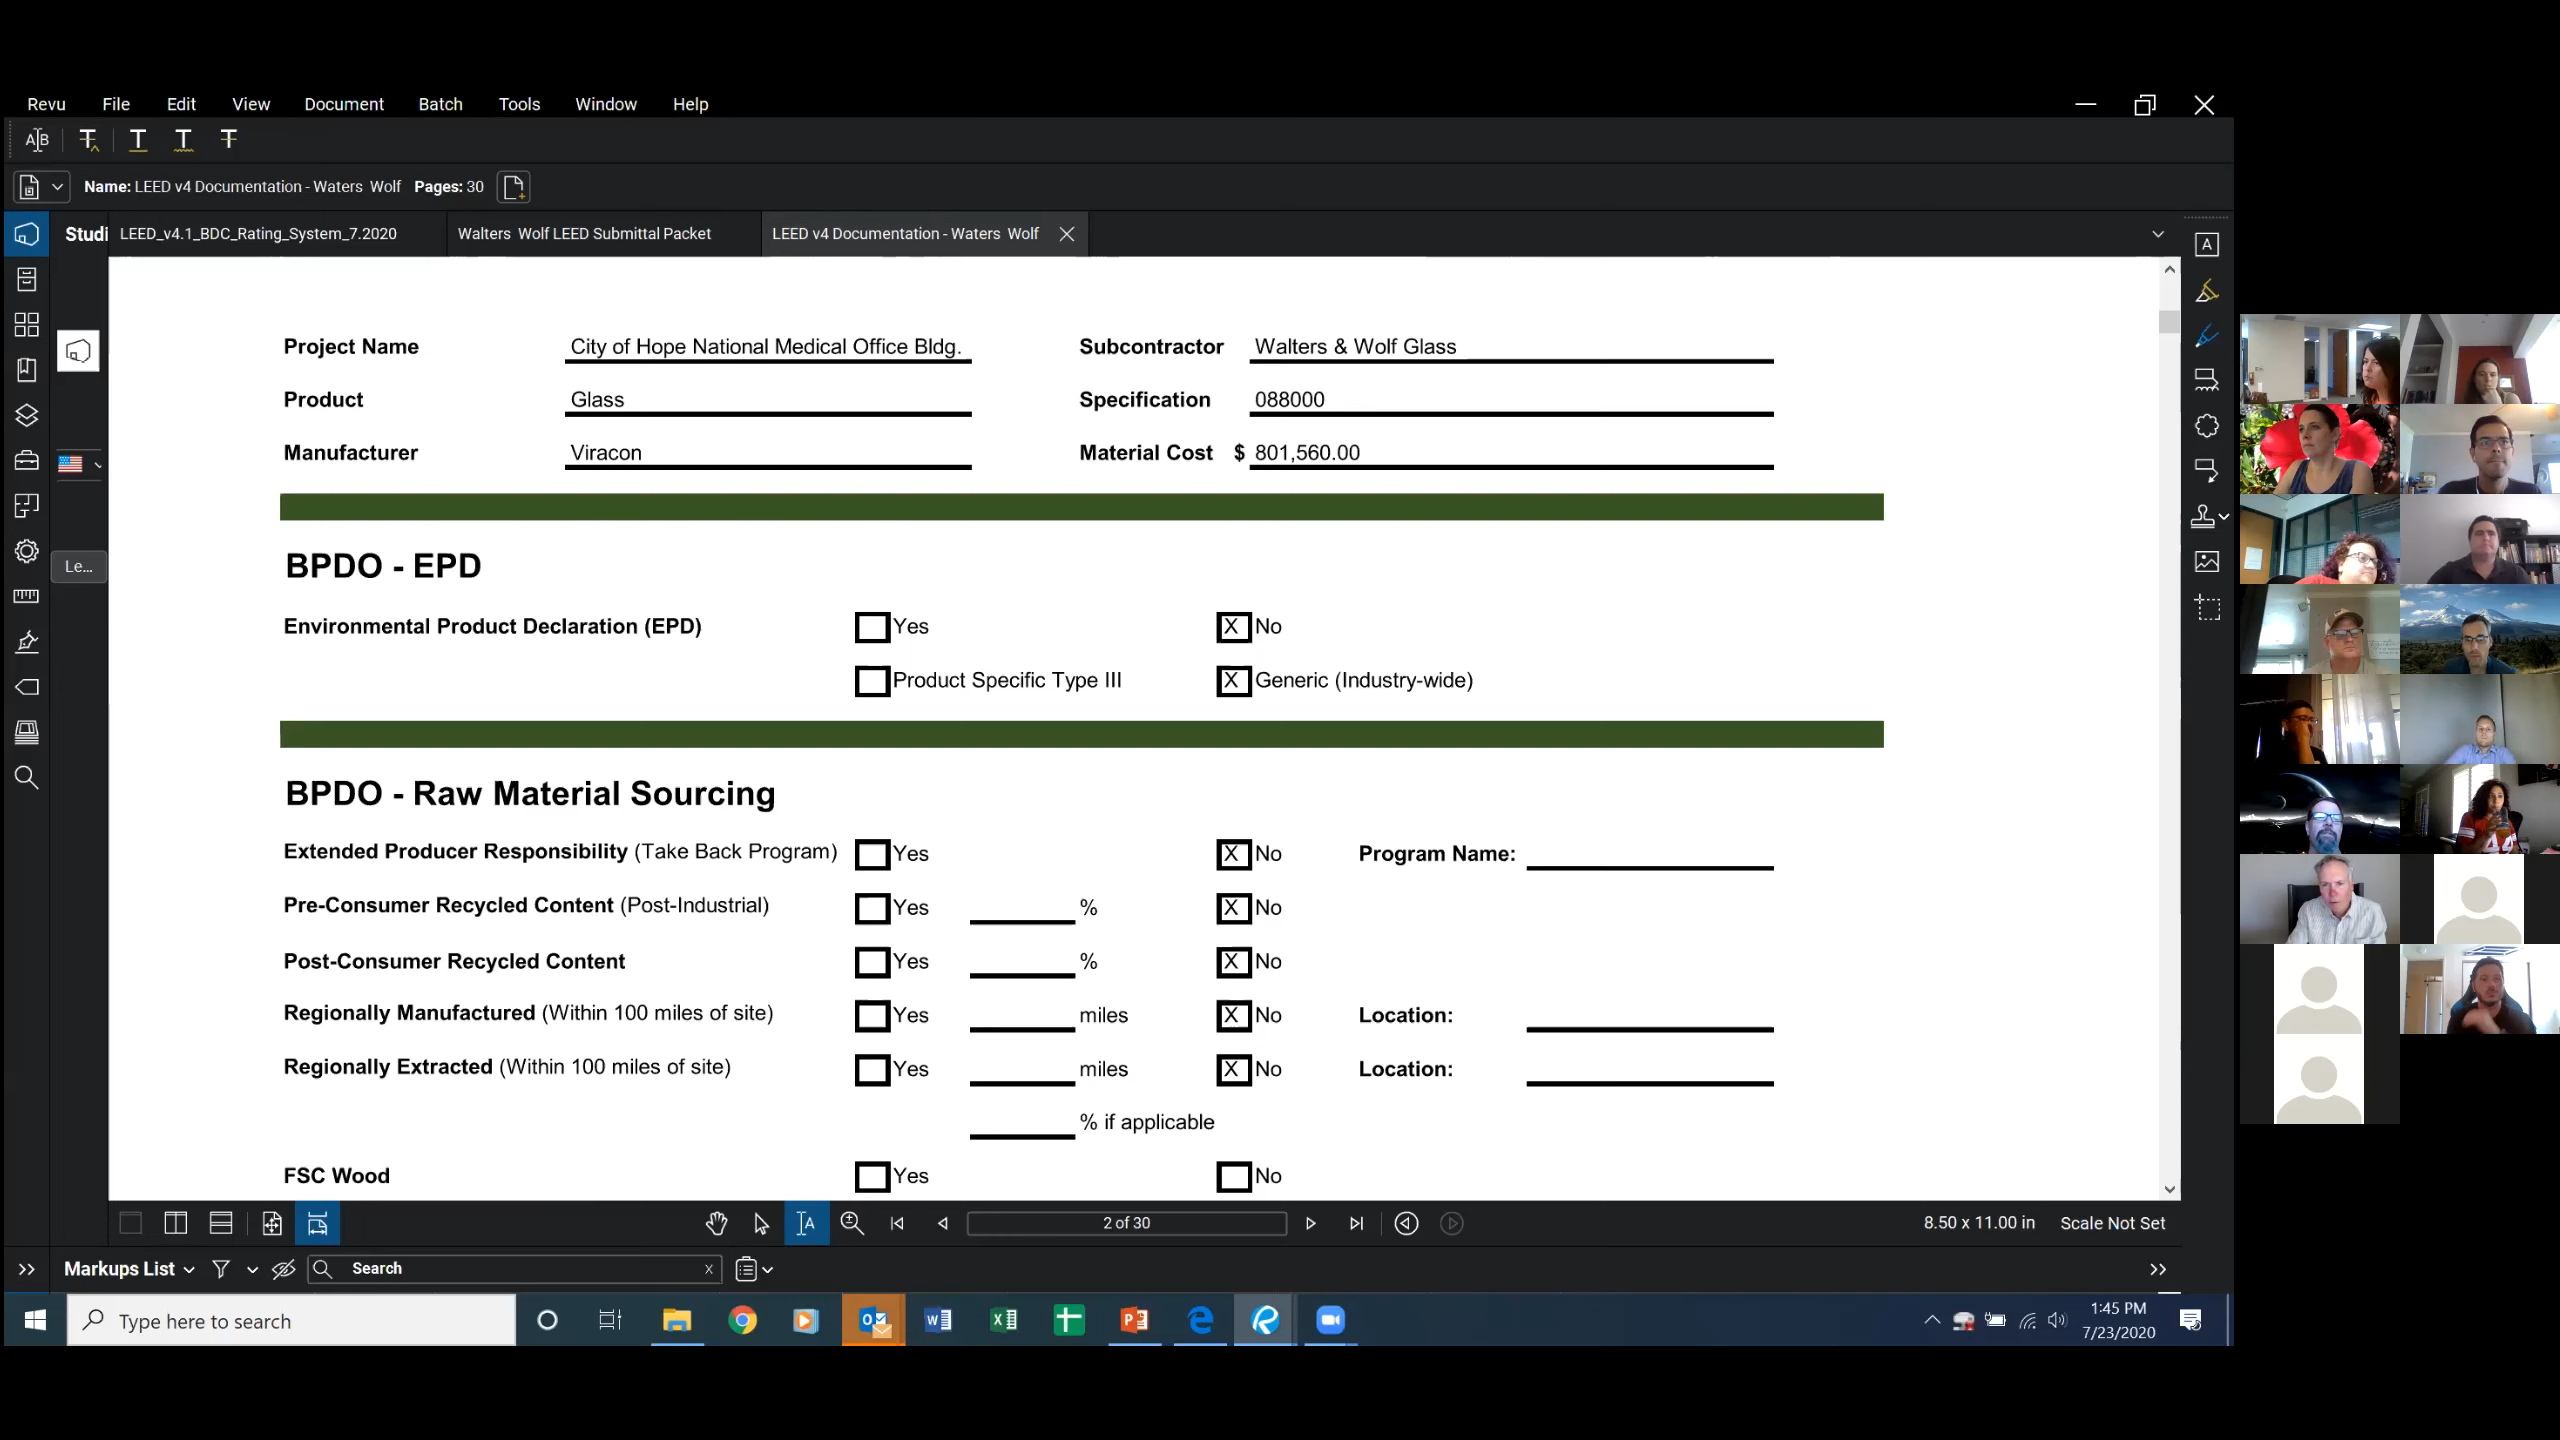 Revu File Edit View Document Batch Tools Window Help
Name: LEED v4 Documentation - Waters Wolf Pages: 30
Studi LEED_v4.1_BDC_Rating_System_7.2020 Walters Wolf LEED Submittal Packet LEED v4 Documentation - Waters Wolf
Project Name City of Hope National Medical Office Bldg. Subcontractor Walters & Wolf Glass
Product Glass Specification 088000
Manufacturer Viracon Material Cost $ 801,560.00
BPDO - EPD
Le...
Environmental Product Declaration (EPD) Yes X No
Product Specific Type III X Generic (Industry-wide)
BPDO - Raw Material Sourcing
Extended Producer Responsibility (Take Back Program) Yes X No Program Name:
Pre-Consumer Recycled Content (Post-Industrial) Yes % X No
Post-Consumer Recycled Content Yes % X No
Regionally Manufactured (Within 100 miles of site) Yes miles X No Location:
Regionally Extracted (Within 100 miles of site) Yes miles X No Location:
% if applicable
FSC Wood Yes No
2 of 30 8.50 x 11.00 in Scale Not Set
Markups List Search x
Type here to search
1:45 PM
7/23/2020